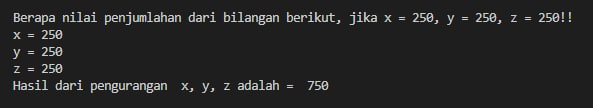 Berapa nilai penjumlahan dari bilangan berikut, jika x = 250, y = 250, z = 250!!
x = 250
y = 250
z = 250
Hasil dari pengurangan  x, y, z adalah =  750